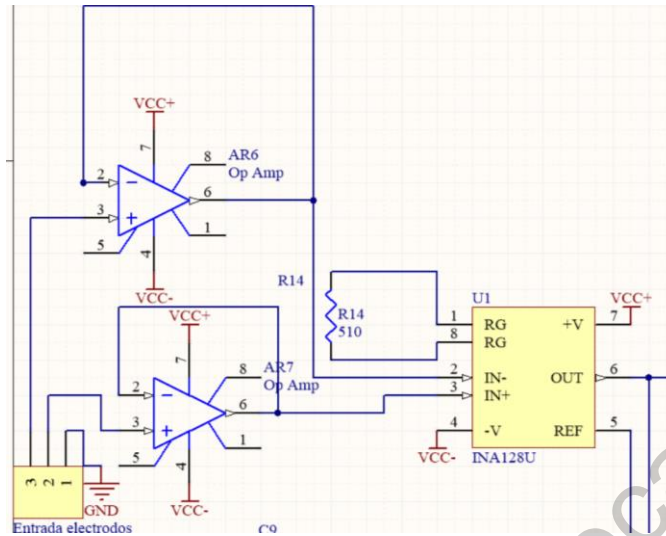 VCC+
7
8
AR6
Op Amp
2
6
3
1
5
4
VCC-
R14
R14
510
VCC+
7
8
AR7
Op Amp
2
6
3
1
5
4
VCC-
U1
VCC+
1
RG
+V
7
8
RG
2
IN-
OUT
6
3
IN+
4
-V
REF
5
VCC-
INA128U
3
2
1
GND
Entrada electrodos
C9